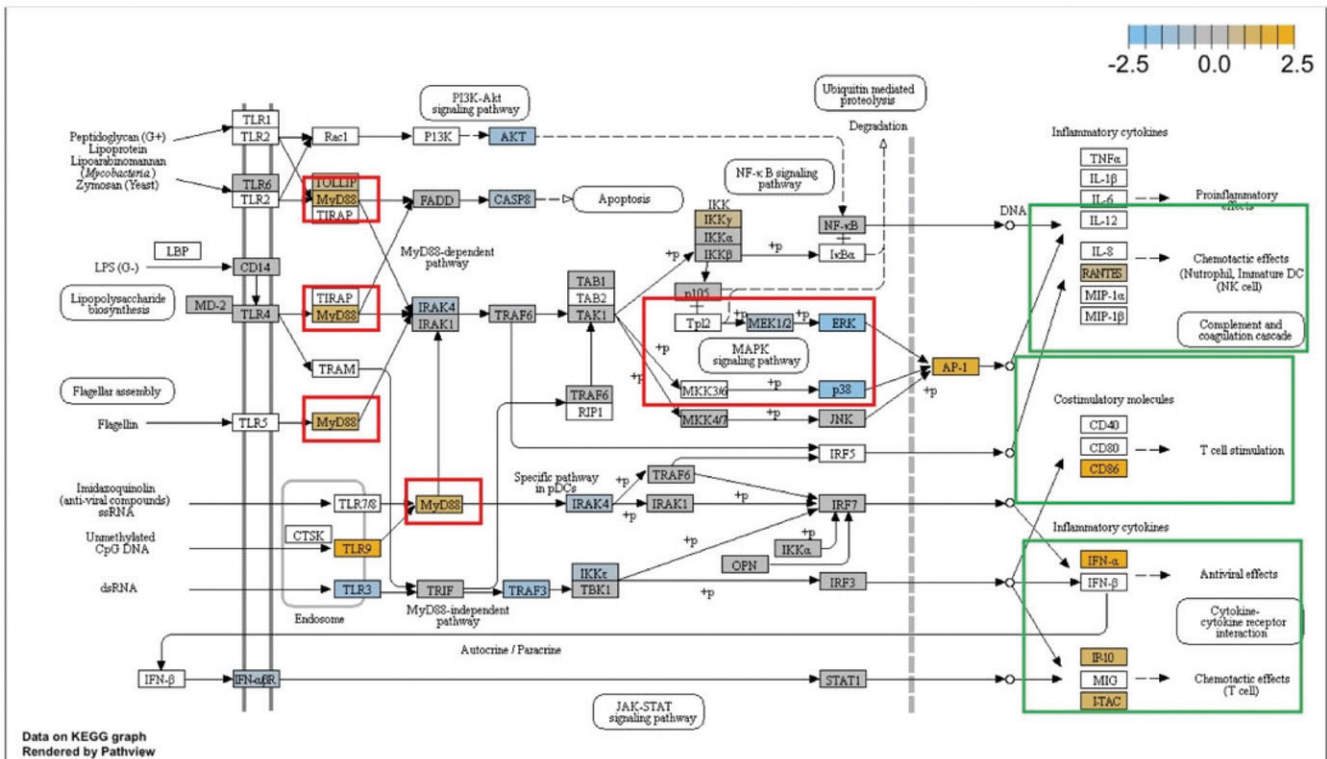 -2.5 0.0 2.5
PI3K-Akt
signaling pathway
Ubiquitin mediated
proteolysis
Degradation
TLR1
TLR2
Rac1
P13K
AKT
Peptidoglycan (G+)
Lipoprotein
Lipoarabinomannan
(Mycobacteria)
Zymosan (Yeast)
TLR6
TLR2
TOLLIP
MyD88
TIRAP
FADD
CASP8
Apoptosis
NF-κB signaling
pathway
IKK
IKKγ
IKKα
IKKβ
+p
NF-κB
IκBα
+p
DNA
Inflammatory cytokines
TNFα
IL-1β
IL-6
IL-12
Proinflammatory
effects
IL-8
RANTES
MIP-1α
MIP-1β
Chemotactic effects
(Nutrophil, Immature DC
(NK cell)
Complement and
coagulation cascade
LBP
LPS (G-)
CD14
MyD88-dependent
pathway
Lipopolysaccharide
biosynthesis
MD-2
TLR4
TIRAP
MyD88
IRAK4
IRAK1
TRAF6
TAB1
TAB2
TAK1
p105
Tpl2
+p
MEK1/2
+p
ERK
MAPK
signaling pathway
+p
+p
MKK3/6
+p
p38
AP-1
MKK4/7
+p
JNK
TRAM
Flagellar assembly
Flagellin
TLR5
MyD88
TRAF6
RIP1
IRF5
Costimulatory molecules
CD40
CD80
CD86
T cell stimulation
Imidazoquinolin
(anti-viral compounds)
ssRNA
TLR7/8
MyD88
Specific pathway
in pDCs
IRAK4
+p
TRAF6
+p
IRAK1
+p
IRF7
Unmethylated
CpG DNA
CTSK
TLR9
+p
+p
IKKα
OPN
dsRNA
TLR3
TRIF
TRAF3
IKKε
TBK1
+p
IRF3
Endosome
MyD88-independent
pathway
Inflammatory cytokines
IFN-α
IFN-β
Antiviral effects
Cytokine-
cytokine receptor
interaction
Autocrine / Paracrine
IFN-β
IFN-αβR
STAT1
IP10
MIG
I-TAC
Chemotactic effects
(T cell)
JAK-STAT
signaling pathway
Data on KEGG graph
Rendered by Pathview